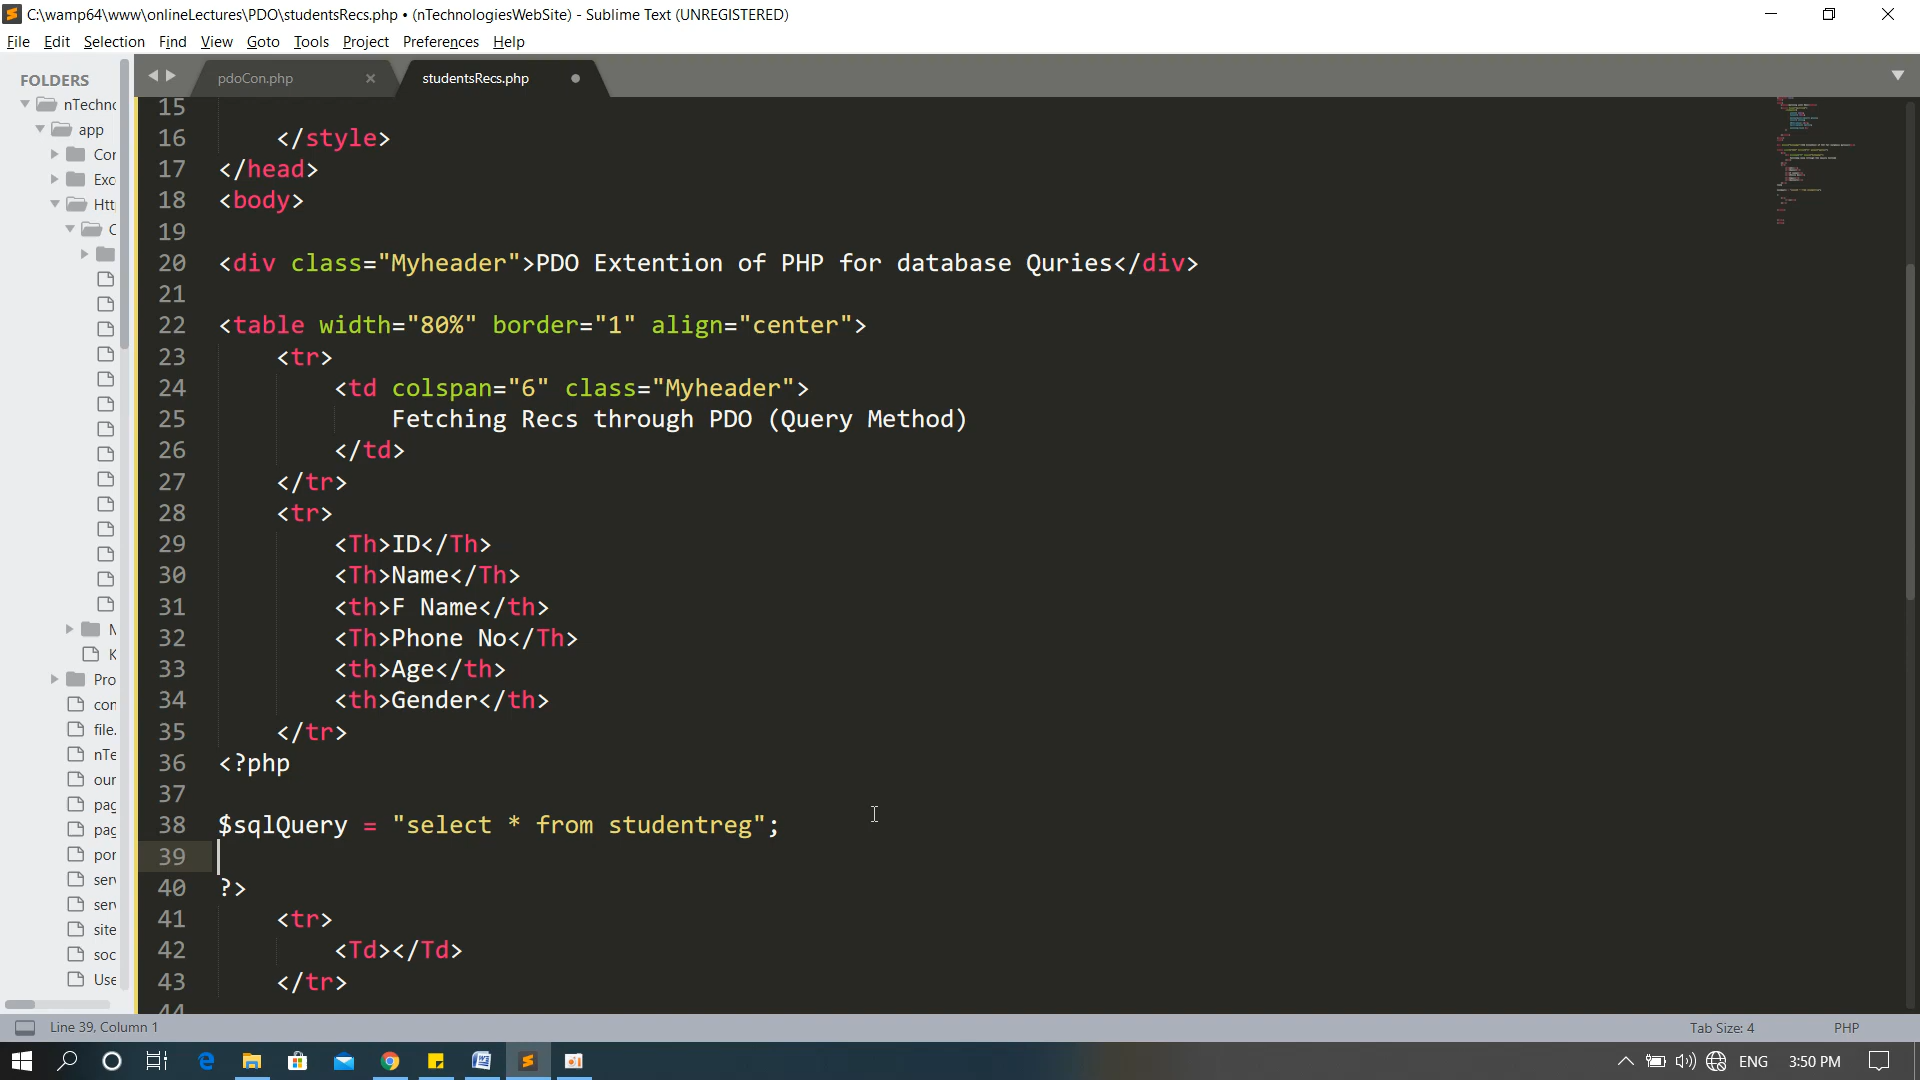 C:\wamp64\www\onlineLectures\PDO\studentsRecs.php • (nTechnologiesWebSite) - Sublime Text (UNREGISTERED)
File Edit Selection Find View Goto Tools Project Preferences Help
FOLDERS
nTechno
app
Cor
Exc
Htt
C
M
K
Pro
con
file.
nTe
our
pag
pag
por
serv
serv
site
soc
Use
pdoCon.php
studentsRecs.php
15
16 </style>
17 </head>
18 <body>
19
20 <div class="Myheader">PDO Extention of PHP for database Quries</div>
21
22 <table width="80%" border="1" align="center">
23 <tr>
24 <td colspan="6" class="Myheader">
25 Fetching Recs through PDO (Query Method)
26 </td>
27 </tr>
28 <tr>
29 <Th>ID</Th>
30 <Th>Name</Th>
31 <th>F Name</th>
32 <Th>Phone No</Th>
33 <th>Age</th>
34 <th>Gender</th>
35 </tr>
36 <?php
37
38 $sqlQuery = "select * from studentreg";
39
40 ?>
41 <tr>
42 <Td></Td>
43 </tr>
44
Line 39, Column 1
Tab Size: 4
PHP
ENG
3:50 PM